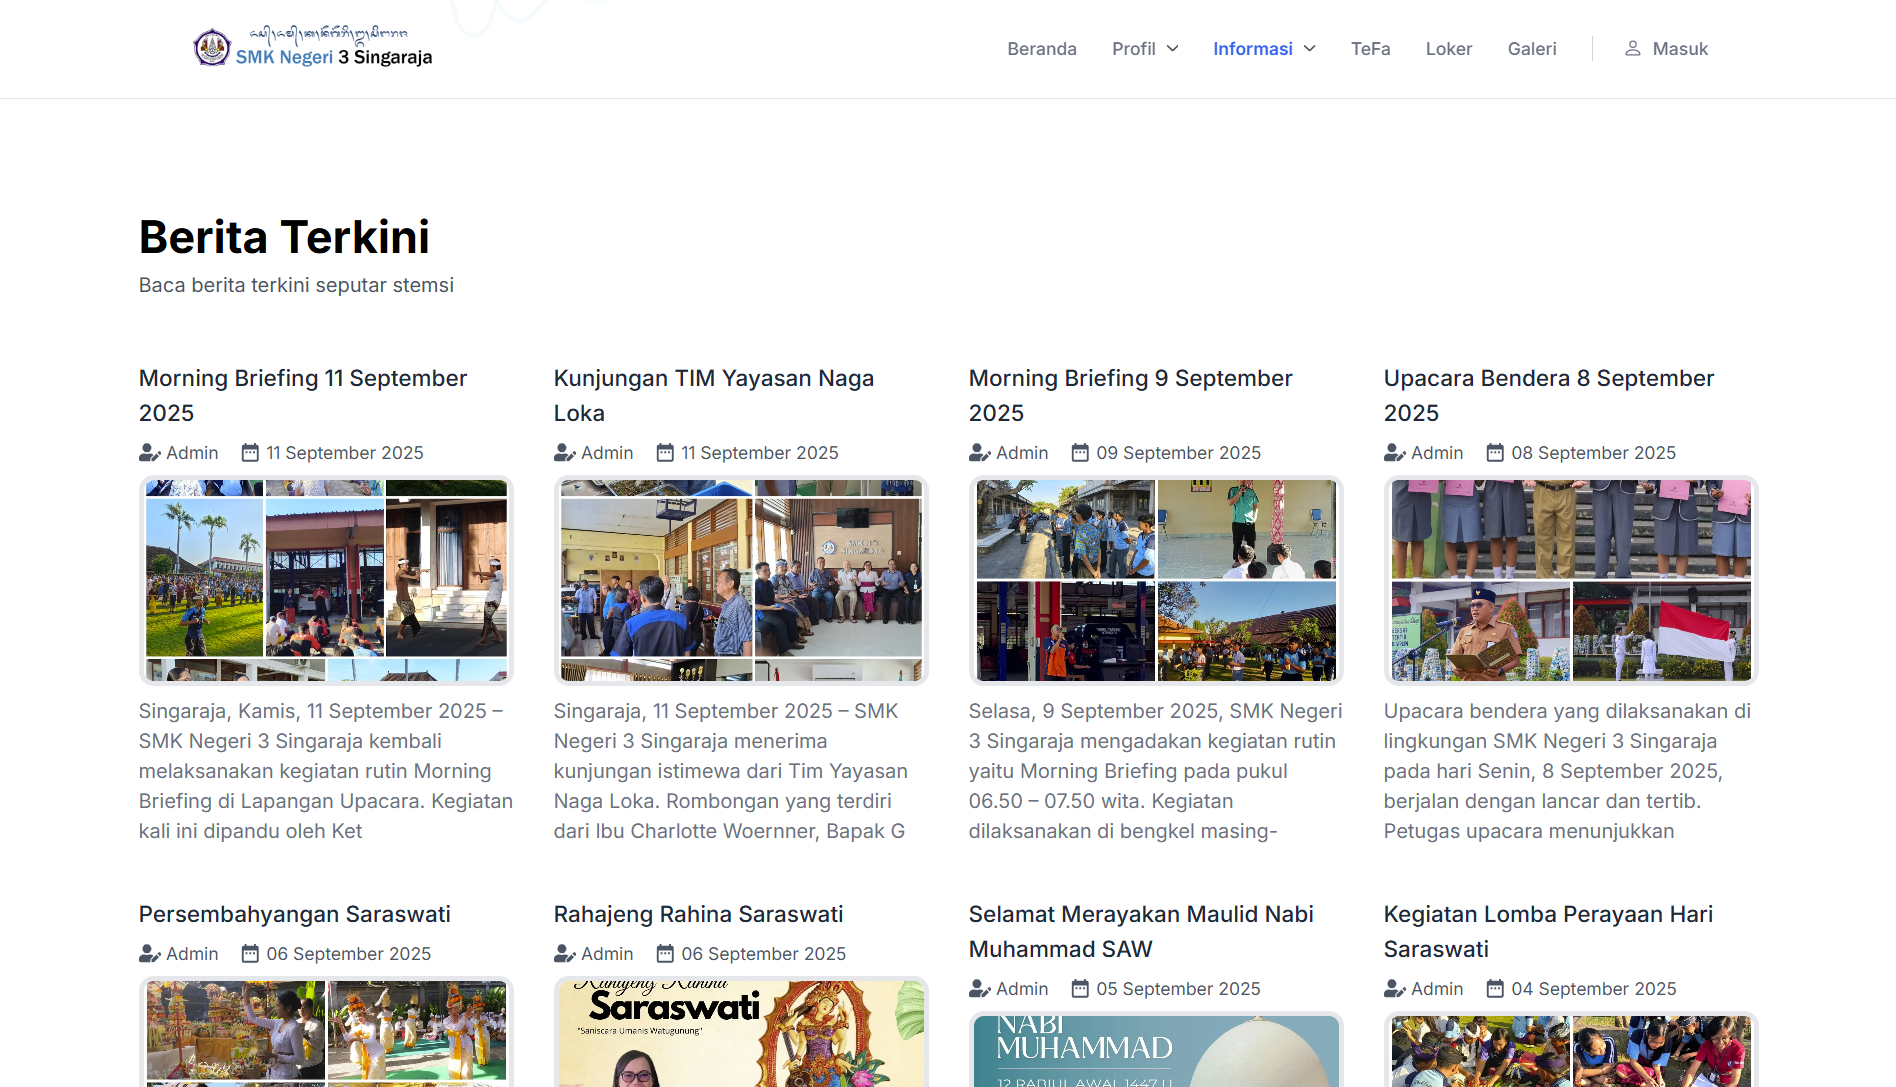 SMK Negeri 3 Singaraja
Beranda
Profil
Informasi
TeFa
Loker
Galeri
Masuk
Berita Terkini
Baca berita terkini seputar stemsi
Morning Briefing 11 September
2025
Admin 11 September 2025
Singaraja, Kamis, 11 September 2025 –
SMK Negeri 3 Singaraja kembali
melaksanakan kegiatan rutin Morning
Briefing di Lapangan Upacara. Kegiatan
kali ini dipandu oleh Ket
Kunjungan TIM Yayasan Naga
Loka
Admin 11 September 2025
Singaraja, 11 September 2025 – SMK
Negeri 3 Singaraja menerima
kunjungan istimewa dari Tim Yayasan
Naga Loka. Rombongan yang terdiri
dari Ibu Charlotte Woernner, Bapak G
Morning Briefing 9 September
2025
Admin 09 September 2025
Selasa, 9 September 2025, SMK Negeri
3 Singaraja mengadakan kegiatan rutin
yaitu Morning Briefing pada pukul
06.50 – 07.50 wita. Kegiatan
dilaksanakan di bengkel masing-
Upacara Bendera 8 September
2025
Admin 08 September 2025
Upacara bendera yang dilaksanakan di
lingkungan SMK Negeri 3 Singaraja
pada hari Senin, 8 September 2025,
berjalan dengan lancar dan tertib.
Petugas upacara menunjukkan
Persembahyangan Saraswati
Admin 06 September 2025
Rahajeng Rahina Saraswati
Admin 06 September 2025
Rahajeng Rahina
Saraswati
"Saniscara Umanis Watugunung"
Selamat Merayakan Maulid Nabi
Muhammad SAW
Admin 05 September 2025
NABI
MUHAMMAD
12 RABIUL AWAL 1447 H
Kegiatan Lomba Perayaan Hari
Saraswati
Admin 04 September 2025